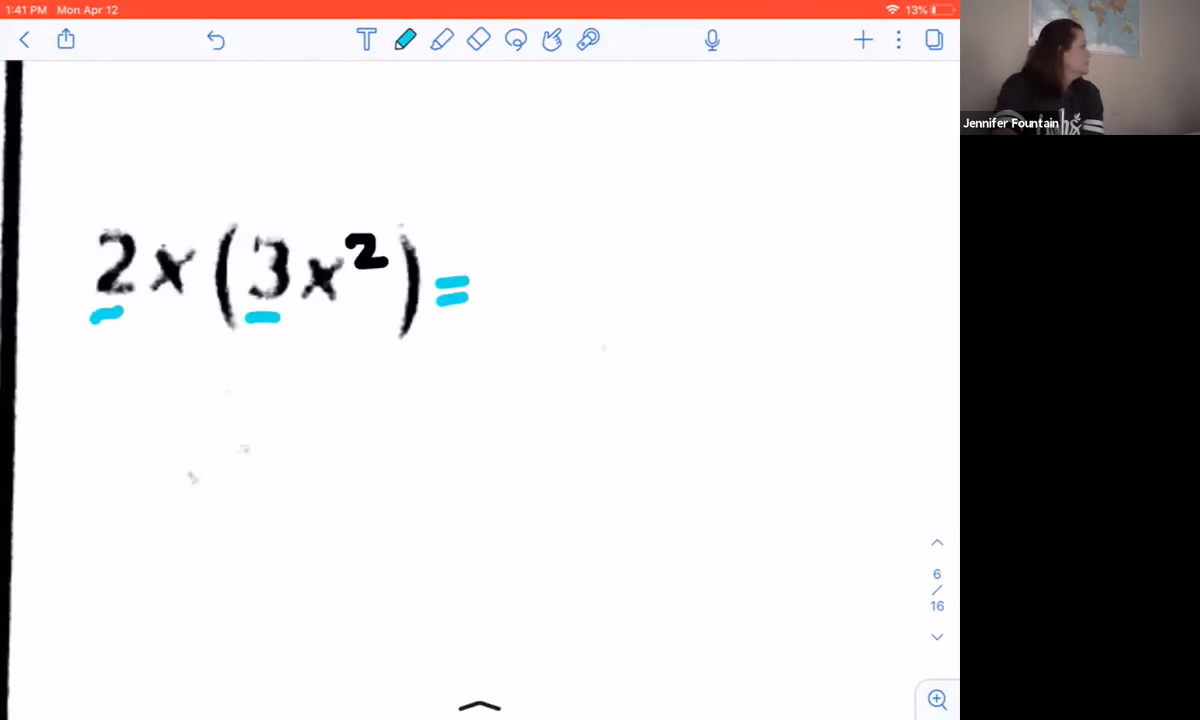 1:41 PM Mon Apr 12
13%
Jennifer Fountain
2x(3x²)=
6
/
16